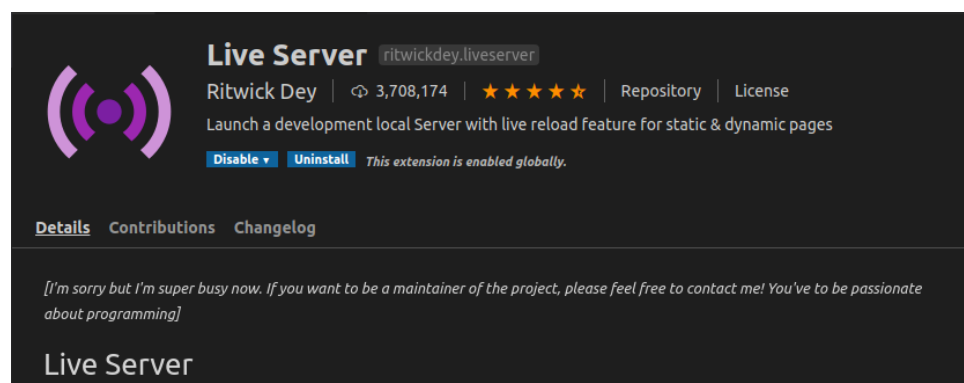 Live Server ritwickdey.liveserver
Ritwick Dey 3,708,174 Repository License
Launch a development local Server with live reload feature for static & dynamic pages
Disable Uninstall This extension is enabled globally.
Details Contributions Changelog
[I'm sorry but I'm super busy now. If you want to be a maintainer of the project, please feel free to contact me! You've to be passionate
about programming]
Live Server